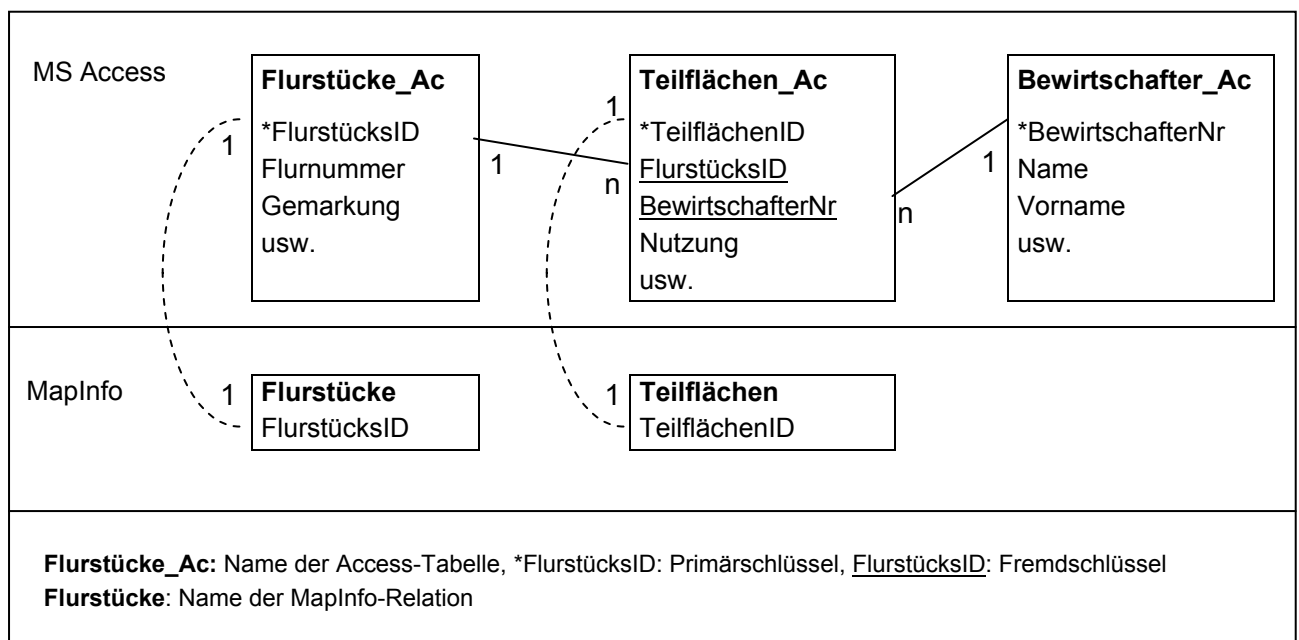 MS Access
Flurstücke_Ac
*FlurstücksID
Flurnummer
Gemarkung
usw.
1
1
Teilflächen_Ac
*TeilflächenID
FlurstücksID
BewirtschafterNr
Nutzung
usw.
1
n
n
Bewirtschafter_Ac
*BewirtschafterNr
Name
Vorname
usw.
1
MapInfo
1
Flurstücke
FlurstücksID
1
Teilflächen
TeilflächenID
Flurstücke_Ac: Name der Access-Tabelle, *FlurstücksID: Primärschlüssel, FlurstücksID: Fremdschlüssel
Flurstücke: Name der MapInfo-Relation